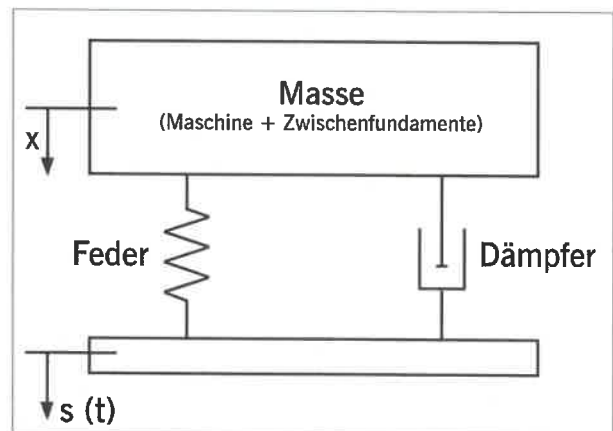 Masse
(Maschine + Zwischenfundamente)
x
Feder
Dämpfer
s (t)